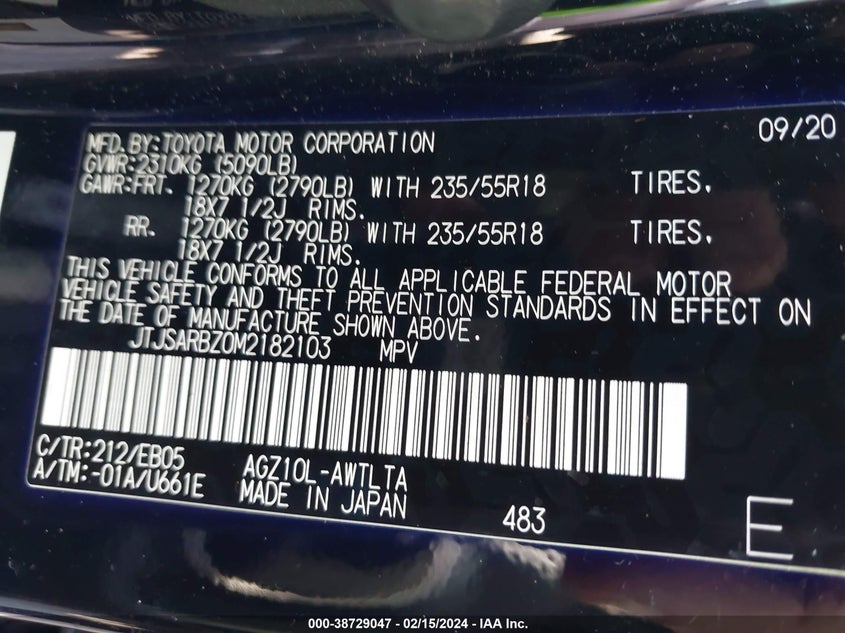 09/20
MFD.BY:TOYOTA MOTOR CORPORATION
GVWR:2310KG (5090LB)
GAWR:FRT. 1270KG (2790LB) WITH 235/55R18 TIRES.
18X7 1/2J RIMS.
RR. 1270KG (2790LB) WITH 235/55R18 TIRES.
18X7 1/2J RIMS.
THIS VEHICLE CONFORMS TO ALL APPLICABLE FEDERAL MOTOR
VEHICLE SAFETY AND THEFT PREVENTION STANDARDS IN EFFECT ON
THE DATE OF MANUFACTURE SHOWN ABOVE.
JTJSARBZ0M2182103 MPV
C/TR:212/EB05 AGZ10L-AWTLTA
A/TM:-01A/U661E MADE IN JAPAN
483
E
000-38729047 - 02/15/2024 - IAA Inc.